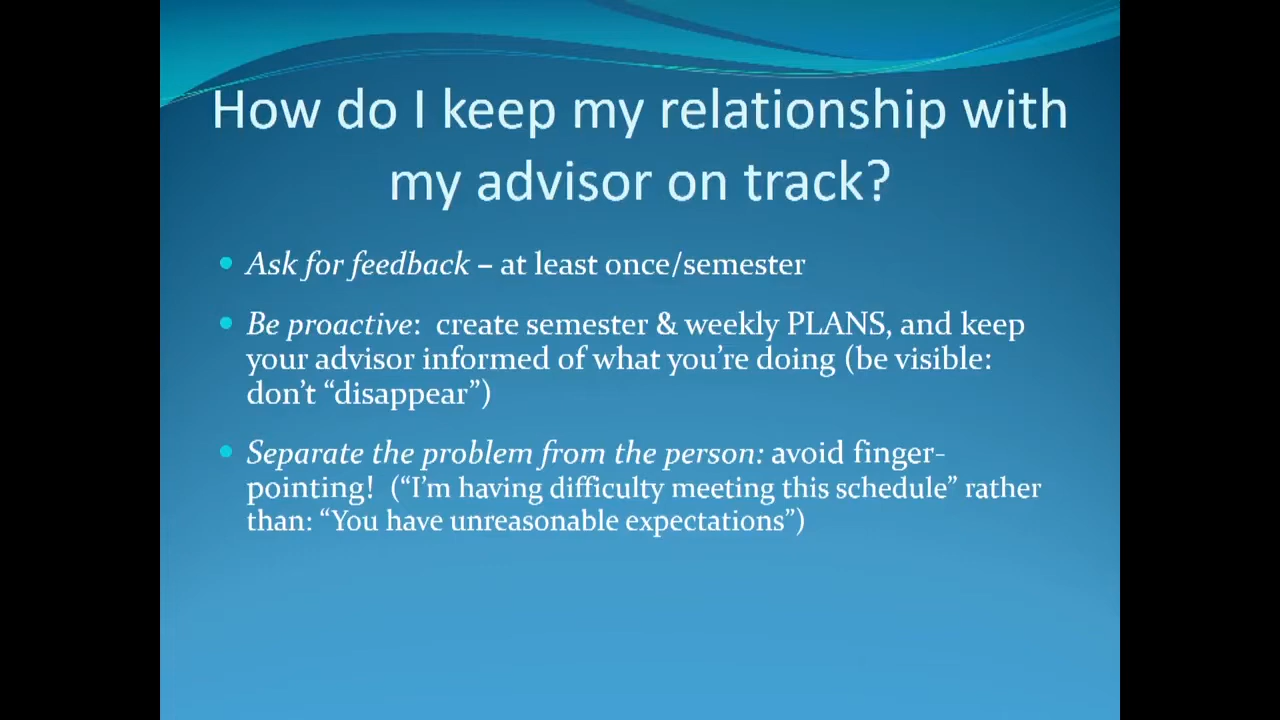 How do I keep my relationship with
my advisor on track?
• Ask for feedback – at least once/semester
• Be proactive:  create semester & weekly PLANS, and keep
your advisor informed of what you’re doing (be visible:
don’t “disappear”)
• Separate the problem from the person: avoid finger-
pointing!  (“I’m having difficulty meeting this schedule” rather
than: “You have unreasonable expectations”)